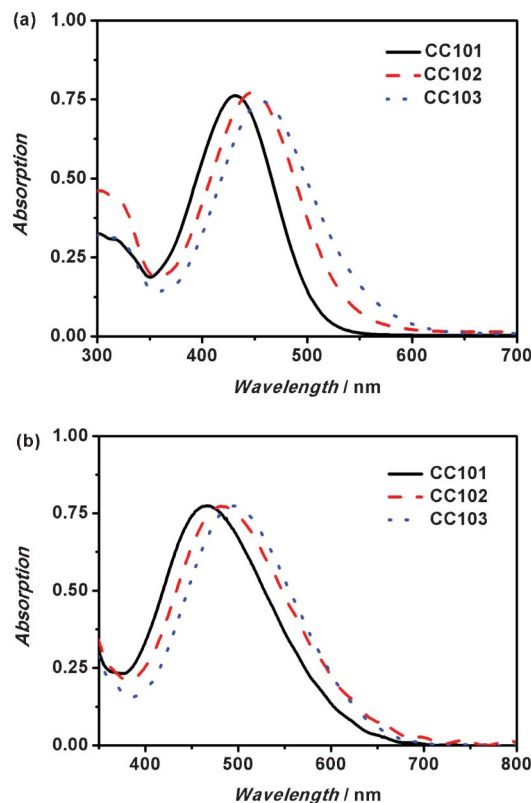 (a)
1.00
0.75
0.50
0.25
0.00
Absorption
CC101
CC102
CC103
300 400 500 600 700
Wavelength / nm
(b)
1.00
0.75
0.50
0.25
0.00
Absorption
CC101
CC102
CC103
400 500 600 700 800
Wavelength / nm